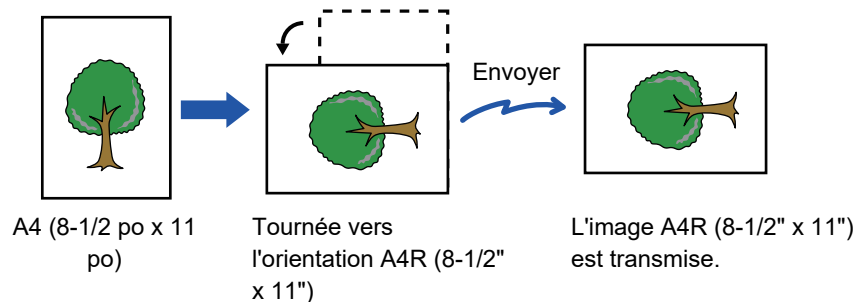 Envoyer
A4 (8-1/2 po x 11
po)
Tournée vers
l'orientation A4R (8-1/2"
x 11")
L'image A4R (8-1/2" x 11")
est transmise.